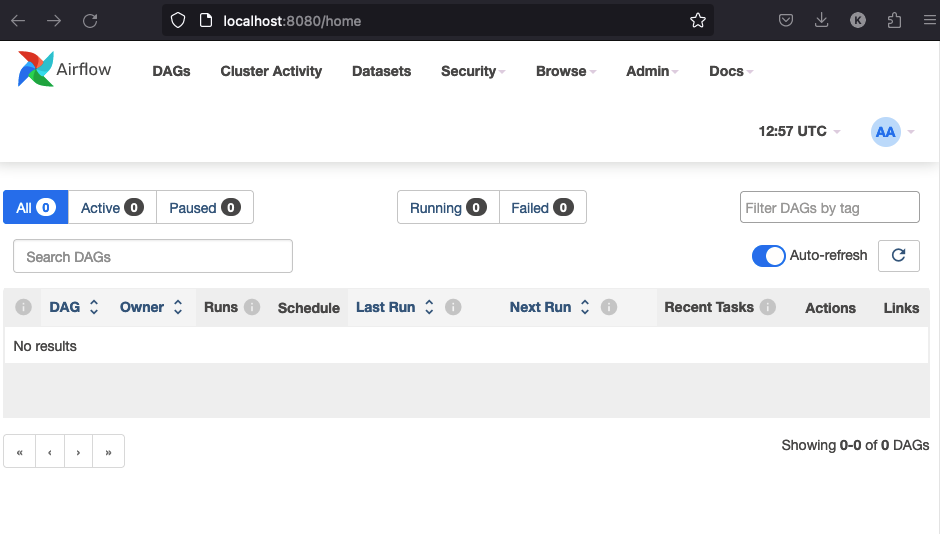 localhost:8080/home
K
Airflow DAGs Cluster Activity Datasets Security Browse Admin Docs
12:57 UTC AA
All 0 Active 0 Paused 0 Running 0 Failed 0 Filter DAGs by tag
Search DAGs Auto-refresh
i DAG Owner Runs i Schedule Last Run i Next Run i Recent Tasks i Actions Links
No results
« ‹ › » Showing 0-0 of 0 DAGs